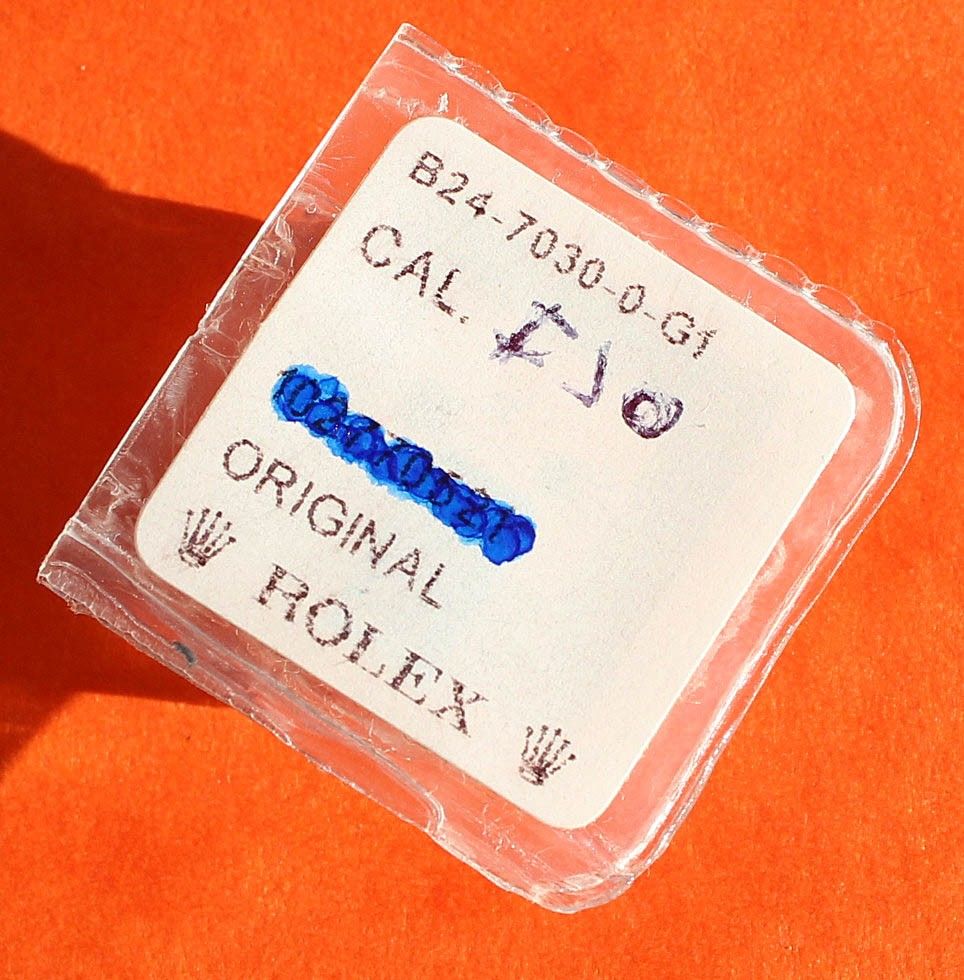 B24-7030-0-G1
CAL.
ORIGINAL
ROLEX